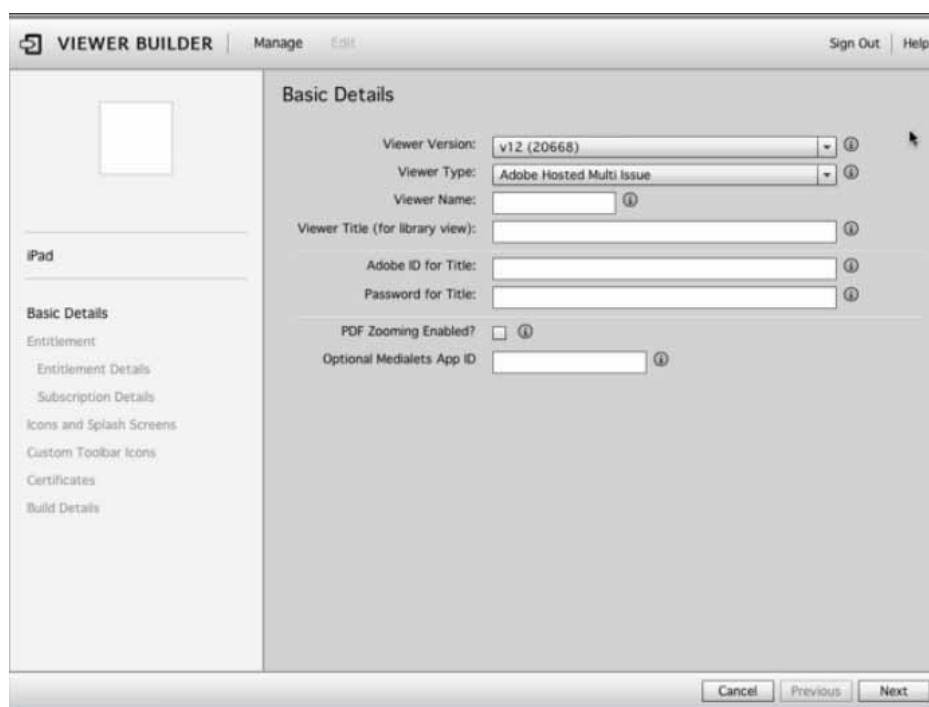 VIEWER BUILDER Manage Edit Sign Out Help
Basic Details
Viewer Version: v12 (20668)
Viewer Type: Adobe Hosted Multi Issue
Viewer Name:
Viewer Title (for library view):
Adobe ID for Title:
Password for Title:
PDF Zooming Enabled?
Optional Medialets App ID
iPad
Basic Details
Entitlement
Entitlement Details
Subscription Details
Icons and Splash Screens
Custom Toolbar Icons
Certificates
Build Details
Cancel Previous Next